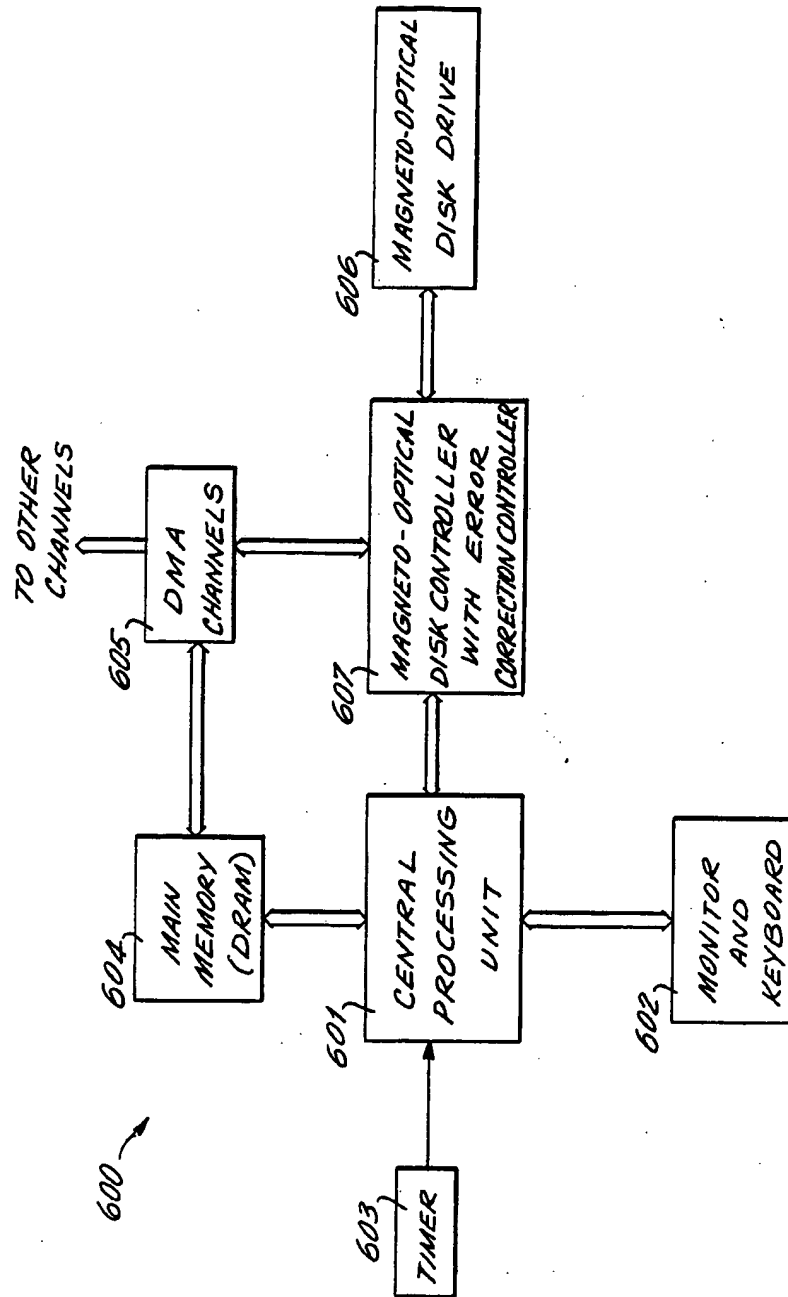 600
TO OTHER
CHANNELS
605
DMA
CHANNELS
604
MAIN
MEMORY
(DRAM)
603
TIMER
601
CENTRAL
PROCESSING
UNIT
607
MAGNETO-OPTICAL
DISK CONTROLLER
WITH ERROR
CORRECTION CONTROLLER
606
MAGNETO-OPTICAL
DISK DRIVE
602
MONITOR
AND
KEYBOARD